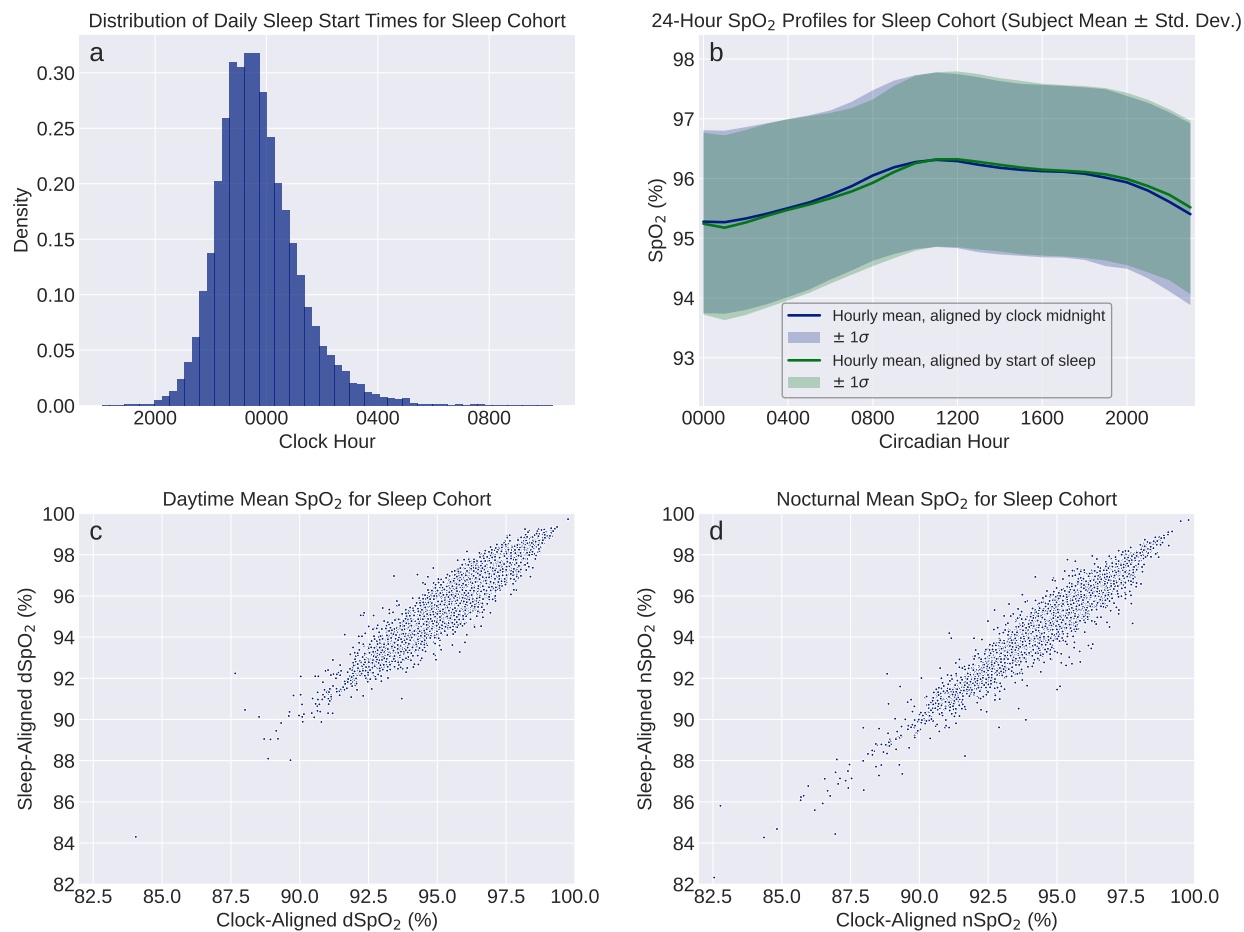 Distribution of Daily Sleep Start Times for Sleep Cohort
a
0.30
0.25
0.20
0.15
0.10
0.05
0.00
Density
2000 0000 0400 0800
Clock Hour
24-Hour SpO₂ Profiles for Sleep Cohort (Subject Mean ± Std. Dev.)
b
98
97
96
95
94
93
SpO₂ (%)
Hourly mean, aligned by clock midnight
± 1σ
Hourly mean, aligned by start of sleep
± 1σ
0000 0400 0800 1200 1600 2000
Circadian Hour
Daytime Mean SpO₂ for Sleep Cohort
c
100
98
96
94
92
90
88
86
84
82
Sleep-Aligned dSpO₂ (%)
82.5 85.0 87.5 90.0 92.5 95.0 97.5 100.0
Clock-Aligned dSpO₂ (%)
Nocturnal Mean SpO₂ for Sleep Cohort
d
100
98
96
94
92
90
88
86
84
82
Sleep-Aligned nSpO₂ (%)
82.5 85.0 87.5 90.0 92.5 95.0 97.5 100.0
Clock-Aligned nSpO₂ (%)